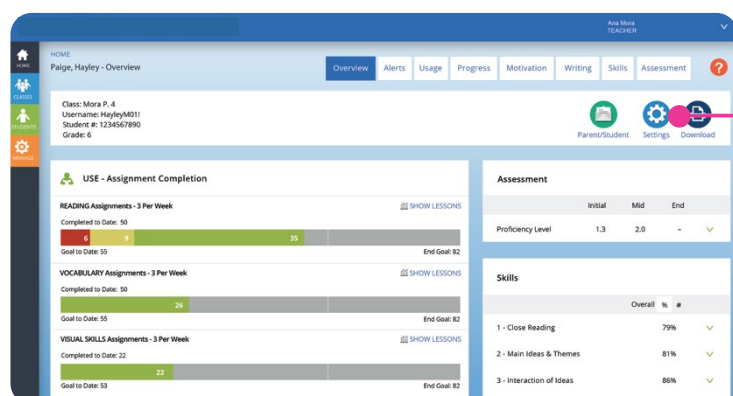 Ana Mora
TEACHER
HOME
HOME
Paige, Hayley - Overview
Overview Alerts Usage Progress Motivation Writing Skills Assessment ?
CLASSES
STUDENTS
MANAGE
Class: Mora P. 4
Username: HayleyM01!
Student #: 1234567890
Grade: 6
Parent/Student Settings Download
USE - Assignment Completion
READING Assignments - 3 Per Week SHOW LESSONS
Completed to Date: 50
6 9 35
Goal to Date: 55 End Goal: 82
VOCABULARY Assignments - 3 Per Week SHOW LESSONS
Completed to Date: 50
26
Goal to Date: 55 End Goal: 82
VISUAL SKILLS Assignments - 3 Per Week SHOW LESSONS
Completed to Date: 22
22
Goal to Date: 53 End Goal: 82
Assessment
Initial Mid End
Proficiency Level 1.3 2.0 -
Skills
Overall % #
1 - Close Reading 79%
2 - Main Ideas & Themes 81%
3 - Interaction of Ideas 86%